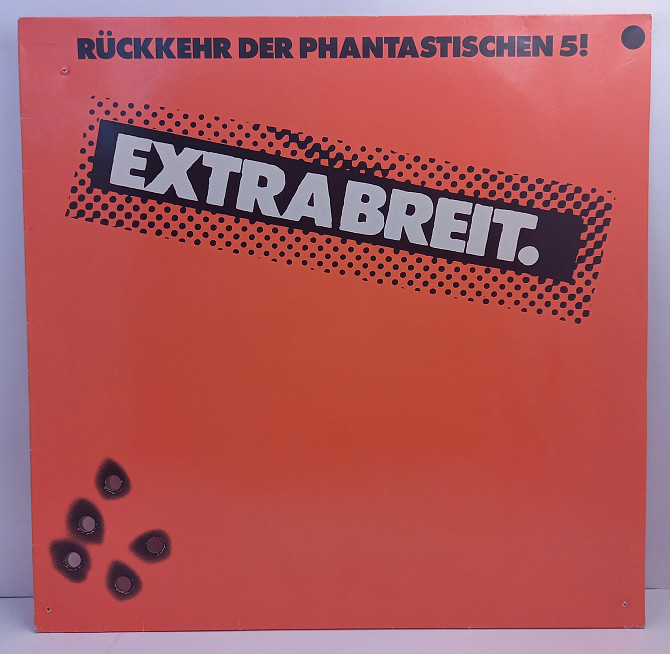 RÜCKKEHR DER PHANTASTISCHEN 5!
EXTRABREIT.